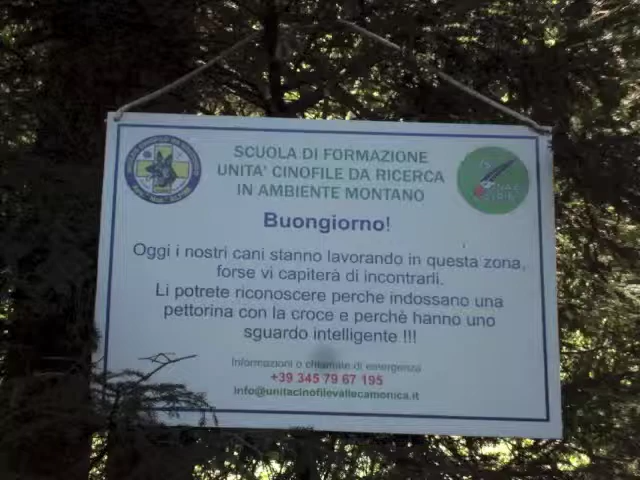 SCUOLA DI FORMAZIONE
UNITA' CINOFILE DA RICERCA
IN AMBIENTE MONTANO
Buongiorno!
Oggi i nostri cani stanno lavorando in questa zona,
forse vi capiterà di incontrarli.
Li potrete riconoscere perche indossano una
pettorina con la croce e perchè hanno uno
sguardo intelligente !!!
Informazioni o chiamate di emergenza
+39 345 79 67 195
info@unitacinofilevallecamonica.it